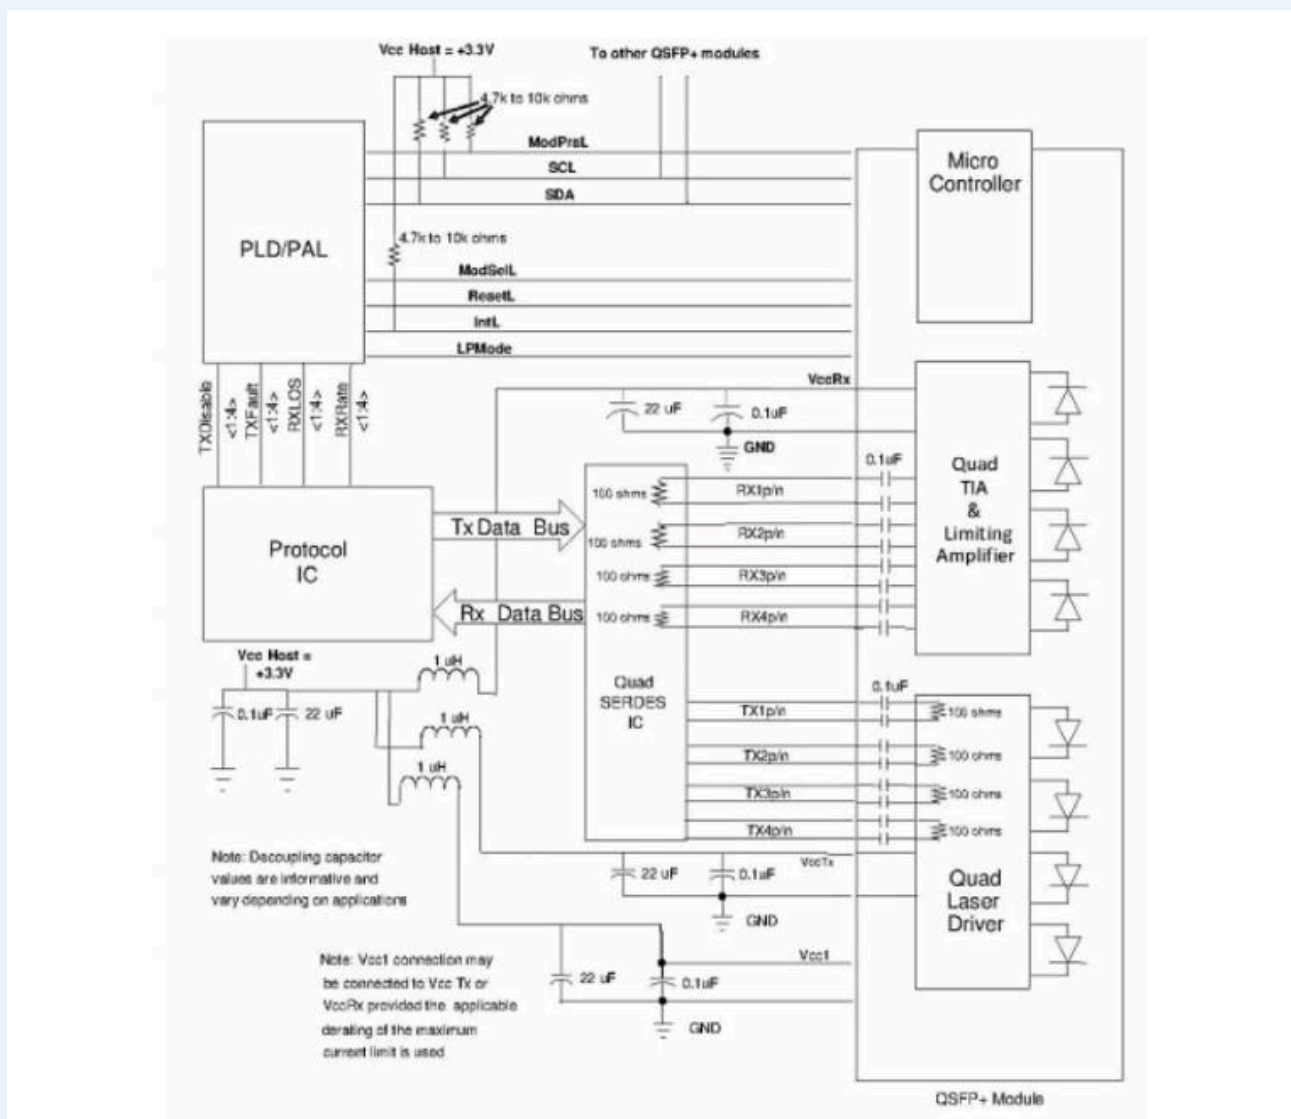 Vcc Host = +3.3V
To other QSFP+ modules
4.7k to 10k ohms
ModPrsL
SCL
SDA
Micro
Controller
PLD/PAL
4.7k to 10k ohms
ModSelL
ResetL
IntL
LPMode
TXDisable
<1:4>
TXFault
<1:4>
RXLOS
<1:4>
RXRate
<1:4>
VccRx
22 uF
0.1uF
GND
0.1uF
Quad
TIA
&
Limiting
Amplifier
100 ohms
RX1p/n
100 ohms
RX2p/n
100 ohms
RX3p/n
100 ohms
RX4p/n
Protocol
IC
Tx Data Bus
Rx Data Bus
Vcc Host =
+3.3V
0.1uF
22 uF
1 uH
1 uH
1 uH
Quad
SERDES
IC
0.1uF
TX1p/n
100 ohms
TX2p/n
100 ohms
TX3p/n
100 ohms
TX4p/n
100 ohms
VccTx
22 uF
0.1uF
GND
Quad
Laser
Driver
Note: Decoupling capacitor
values are informative and
vary depending on applications
Vcc1
22 uF
0.1uF
GND
Note: Vcc1 connection may
be connected to Vcc Tx or
VccRx provided the applicable
derating of the maximum
current limit is used
QSFP+ Module